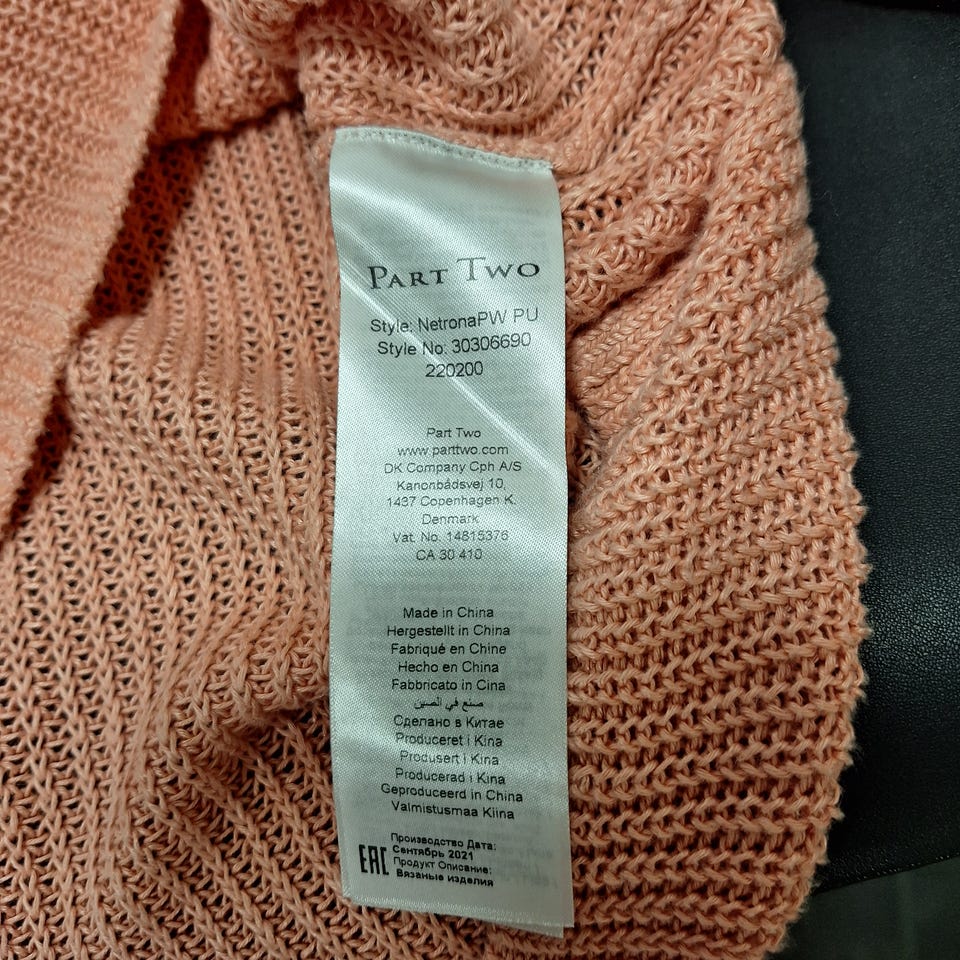 PART TWO
Style: NetronaPW PU
Style No: 30306690
220200
Part Two
www.parttwo.com
DK Company Cph A/S
Kanonbådsvej 10,
1437 Copenhagen K.
Denmark
Vat. No. 14815376
CA 30 410
Made in China
Hergestellt in China
Fabriqué en Chine
Hecho en China
Fabbricato in Cina
صنع في الصين
Сделано в Китае
Produceret i Kina
Produsert i Kina
Producerad i Kina
Geproduceerd in China
Valmistusmaa Kiina
Производство Дата:
Сентябрь 2021
EAC Продукт Описание:
Вязаные изделия